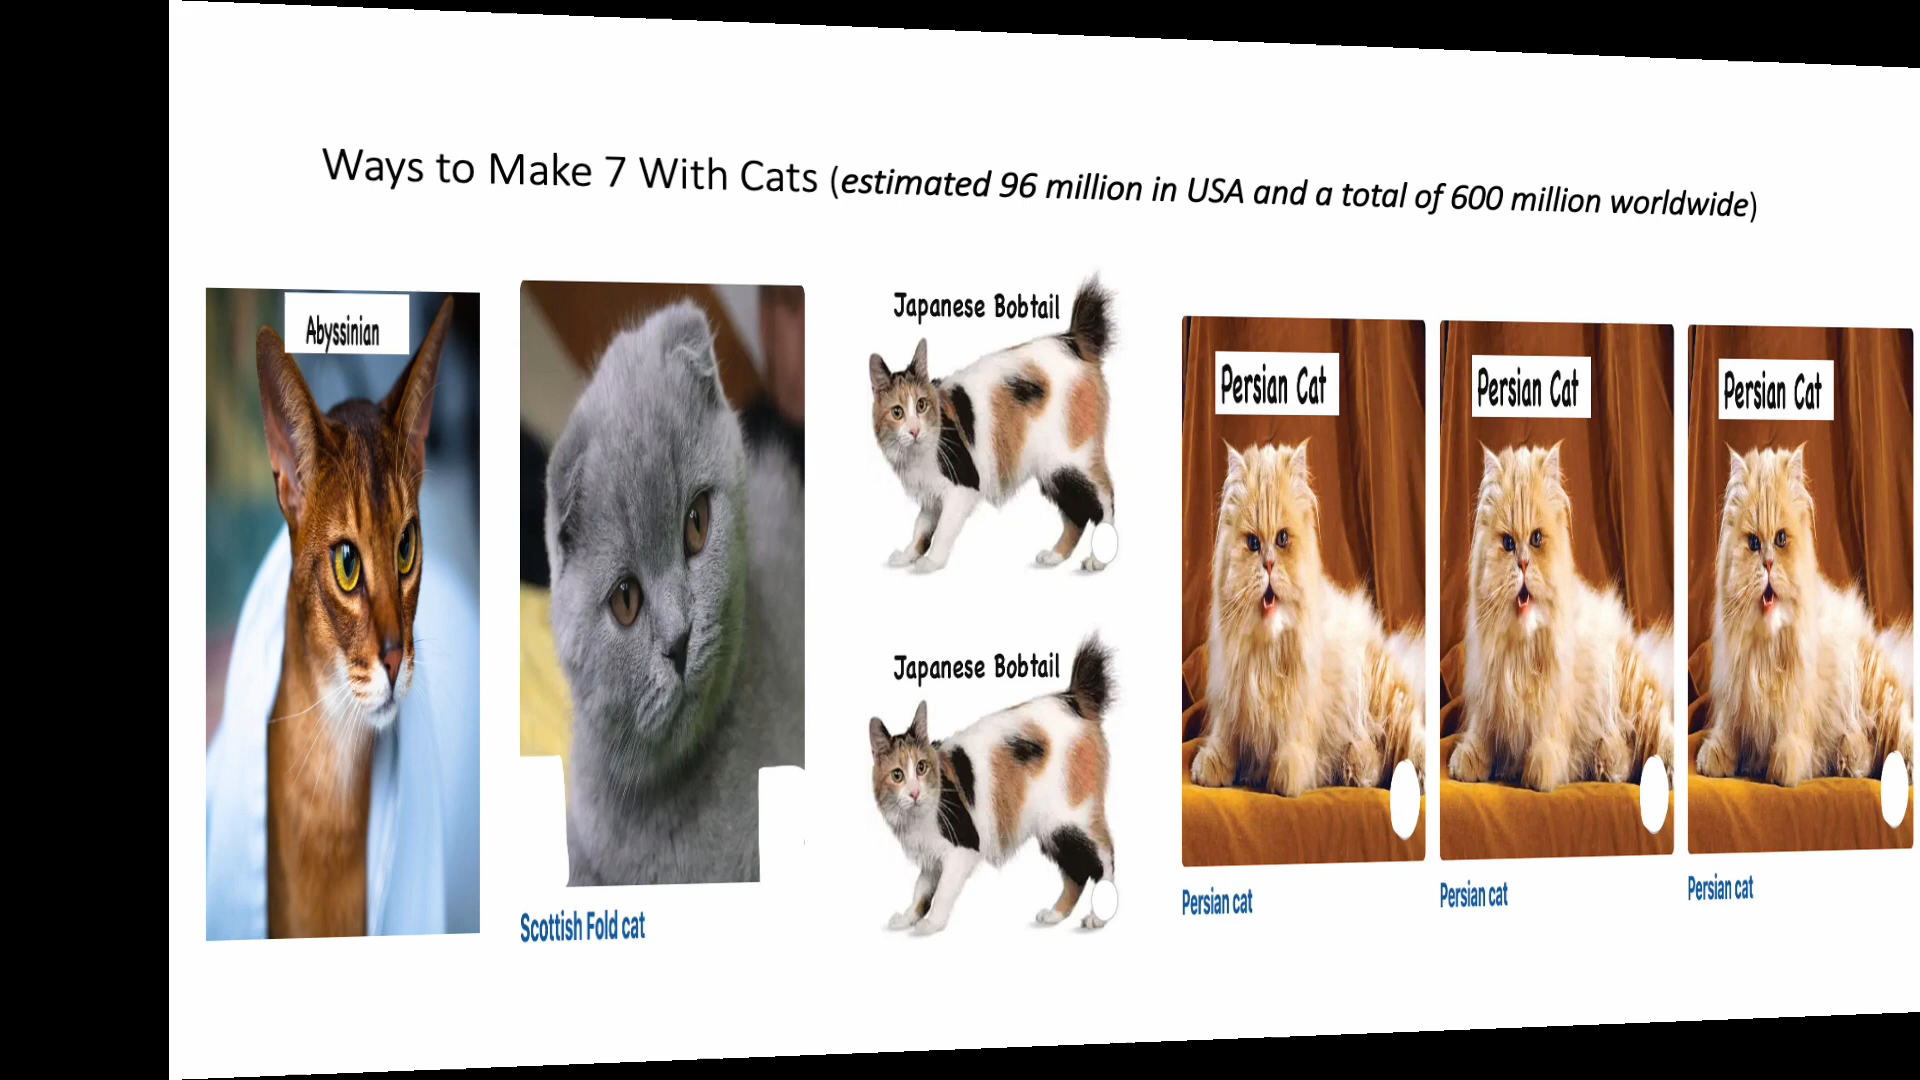 Ways to Make 7 With Cats (estimated 96 million in USA and a total of 600 million worldwide)
Abyssinian
Scottish Fold cat
Japanese Bobtail
Japanese Bobtail
Persian Cat
Persian cat
Persian Cat
Persian cat
Persian Cat
Persian cat